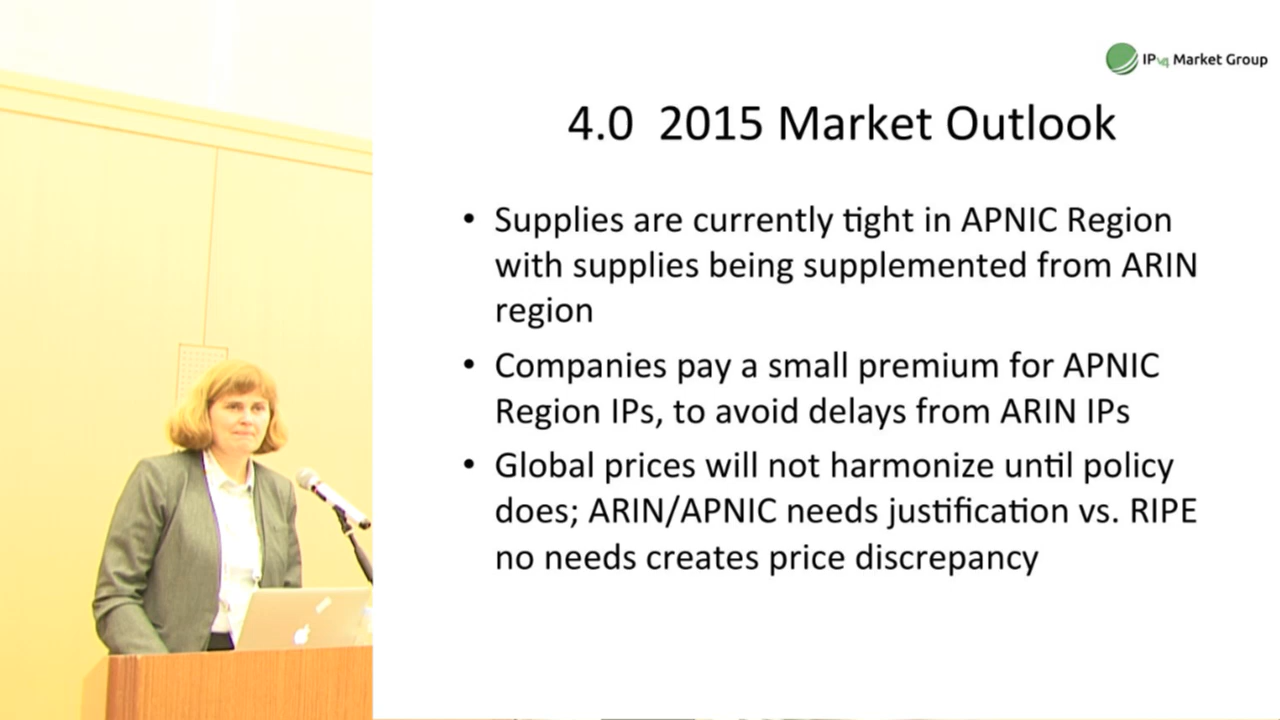 IPv4 Market Group
4.0 2015 Market Outlook
• Supplies are currently tight in APNIC Region
with supplies being supplemented from ARIN
region
• Companies pay a small premium for APNIC
Region IPs, to avoid delays from ARIN IPs
• Global prices will not harmonize until policy
does; ARIN/APNIC needs justification vs. RIPE
no needs creates price discrepancy